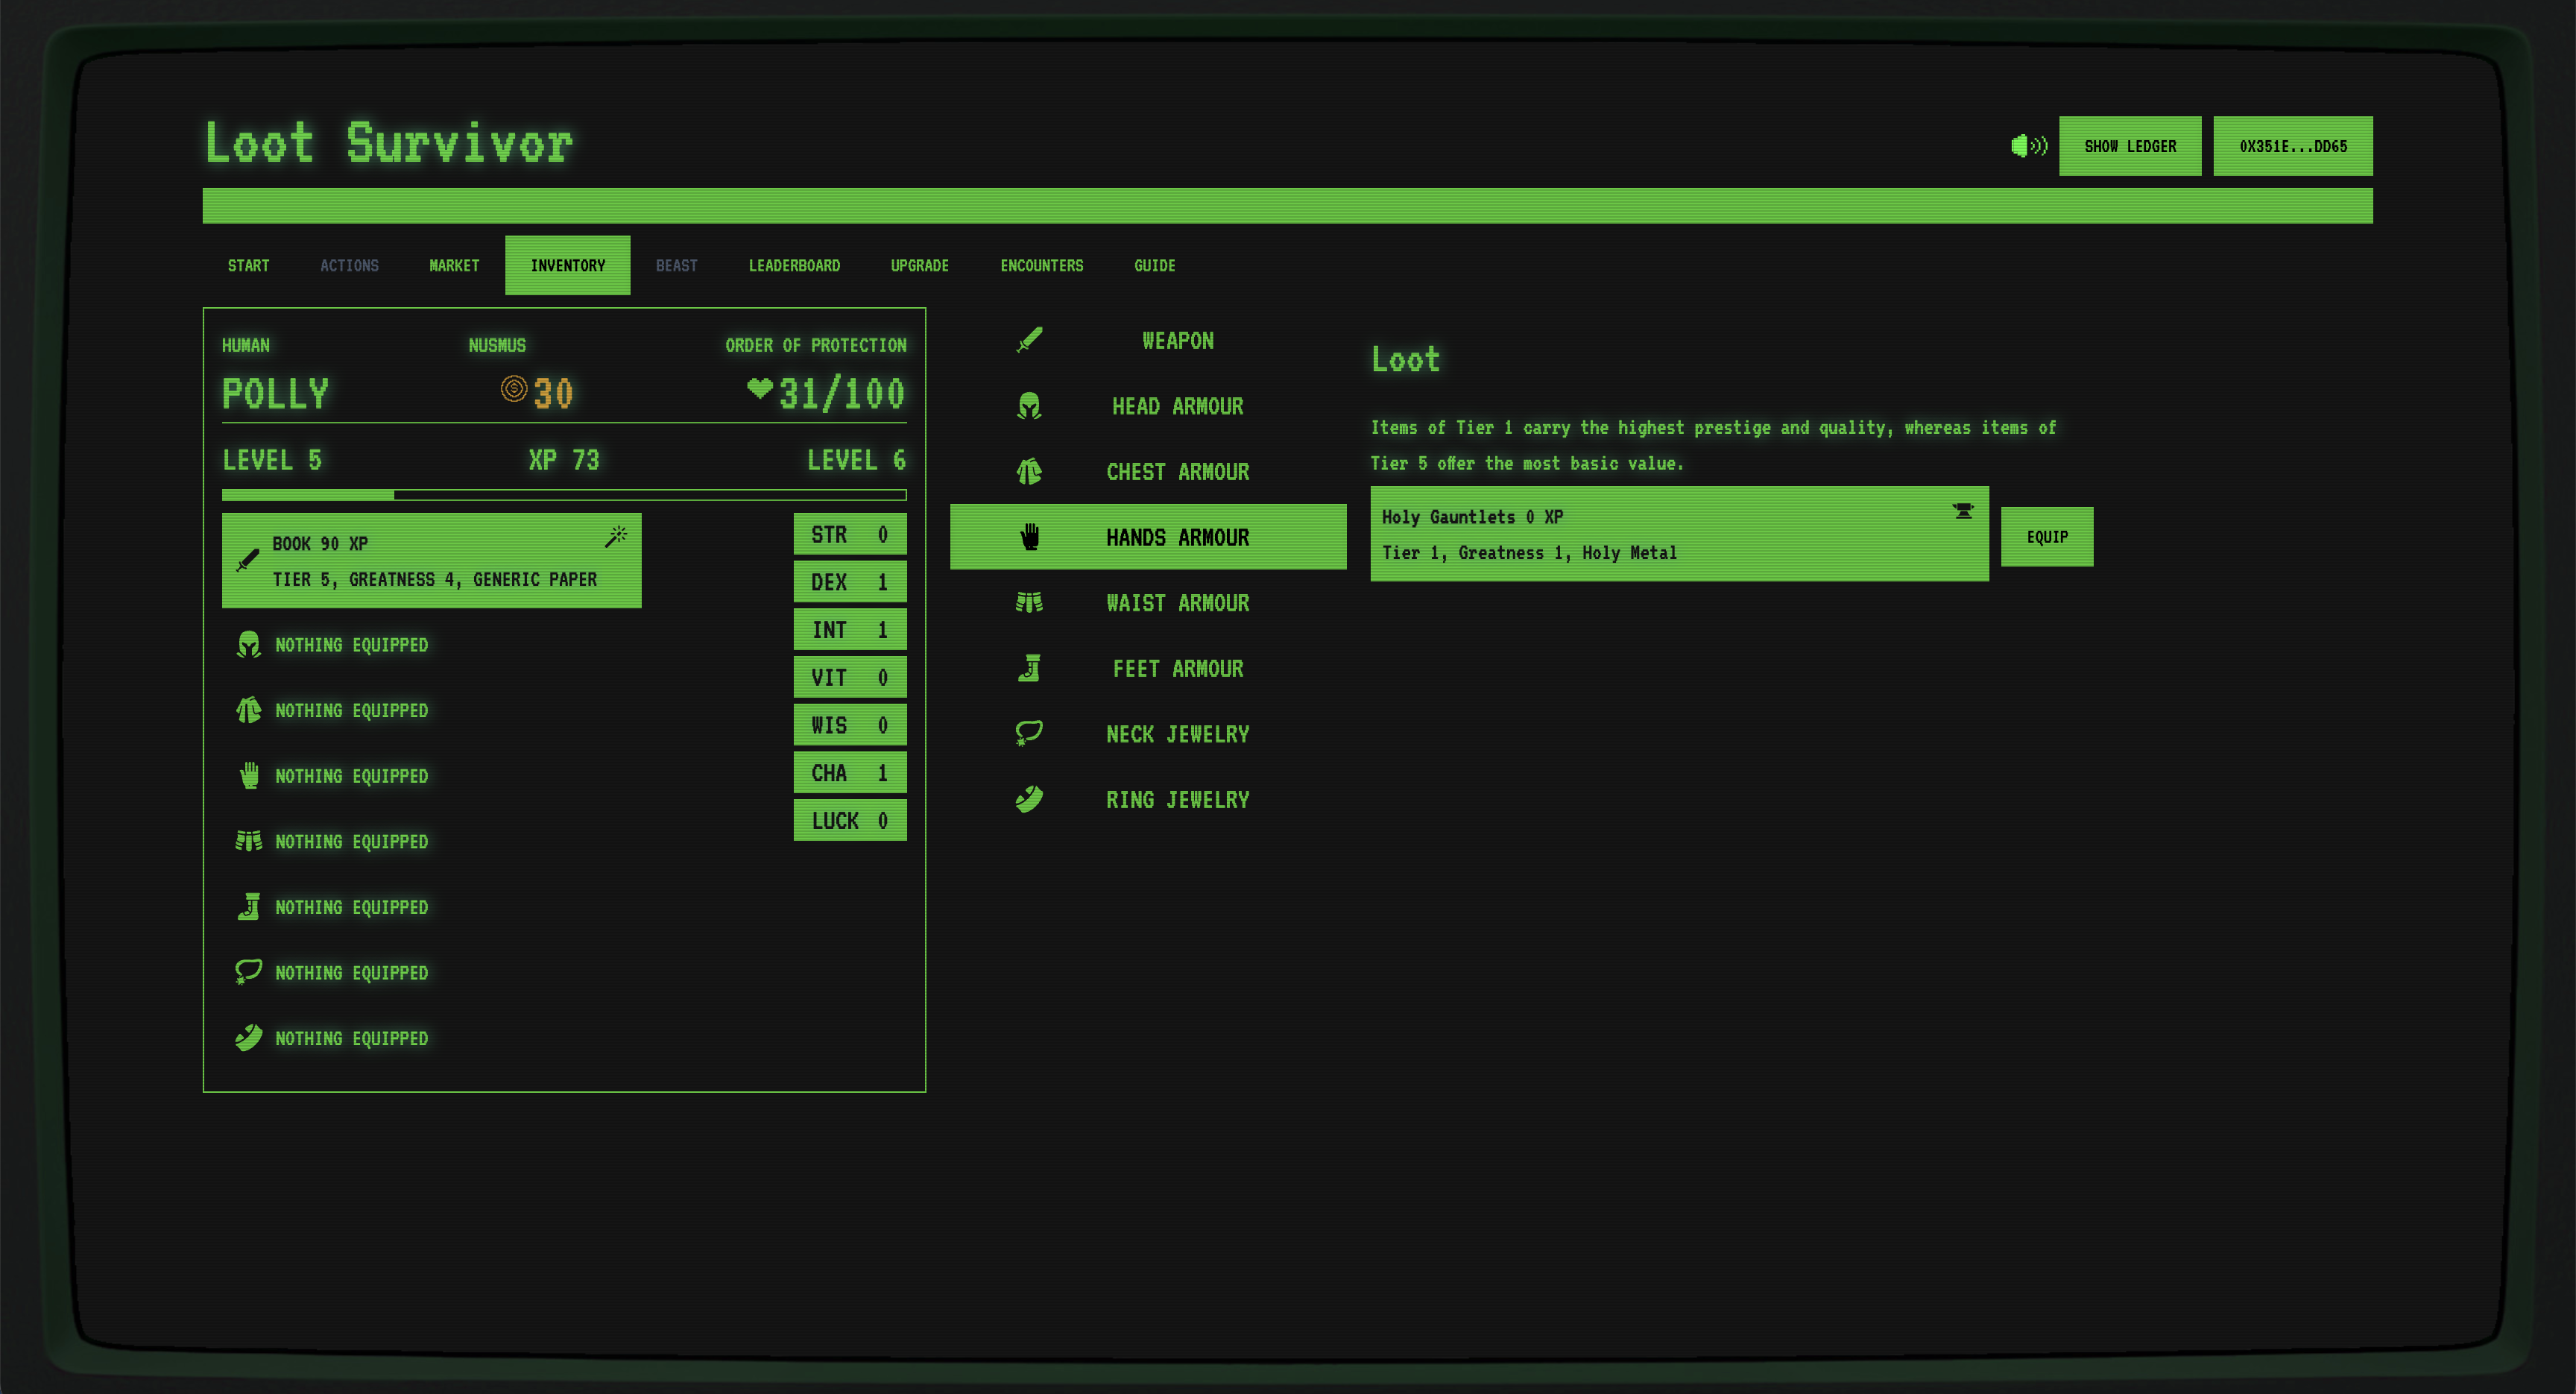 Loot Survivor
SHOW LEDGER
0X351E...DD65
START ACTIONS MARKET INVENTORY BEAST LEADERBOARD UPGRADE ENCOUNTERS GUIDE
HUMAN NUSMUS ORDER OF PROTECTION
POLLY 30 31/100
LEVEL 5 XP 73 LEVEL 6
BOOK 90 XP
TIER 5, GREATNESS 4, GENERIC PAPER
NOTHING EQUIPPED
NOTHING EQUIPPED
NOTHING EQUIPPED
NOTHING EQUIPPED
NOTHING EQUIPPED
NOTHING EQUIPPED
NOTHING EQUIPPED
STR 0
DEX 1
INT 1
VIT 0
WIS 0
CHA 1
LUCK 0
WEAPON
HEAD ARMOUR
CHEST ARMOUR
HANDS ARMOUR
WAIST ARMOUR
FEET ARMOUR
NECK JEWELRY
RING JEWELRY
Loot
Items of Tier 1 carry the highest prestige and quality, whereas items of
Tier 5 offer the most basic value.
Holy Gauntlets 0 XP
Tier 1, Greatness 1, Holy Metal
EQUIP